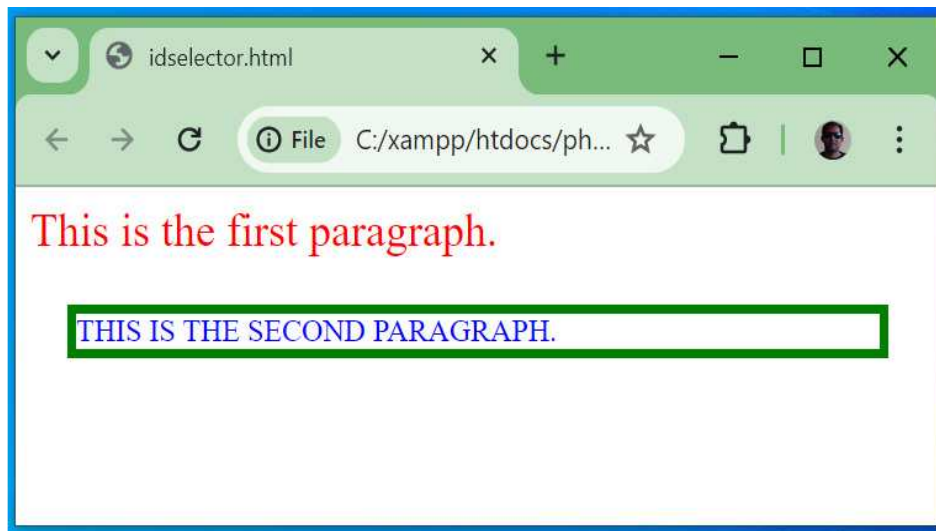 idselector.html
File C:/xampp/htdocs/ph...
This is the first paragraph.
THIS IS THE SECOND PARAGRAPH.